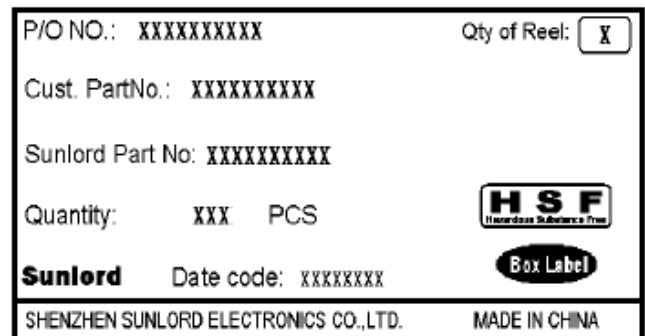 P/O NO.: XXXXXXXXXX Qty of Reel: X
Cust. PartNo.: XXXXXXXXXX
Sunlord Part No: XXXXXXXXXX
Quantity: XXX PCS
HSF
Hazardous Substance Free
Box Label
Sunlord Date code: XXXXXXXX
SHENZHEN SUNLORD ELECTRONICS CO.,LTD. MADE IN CHINA